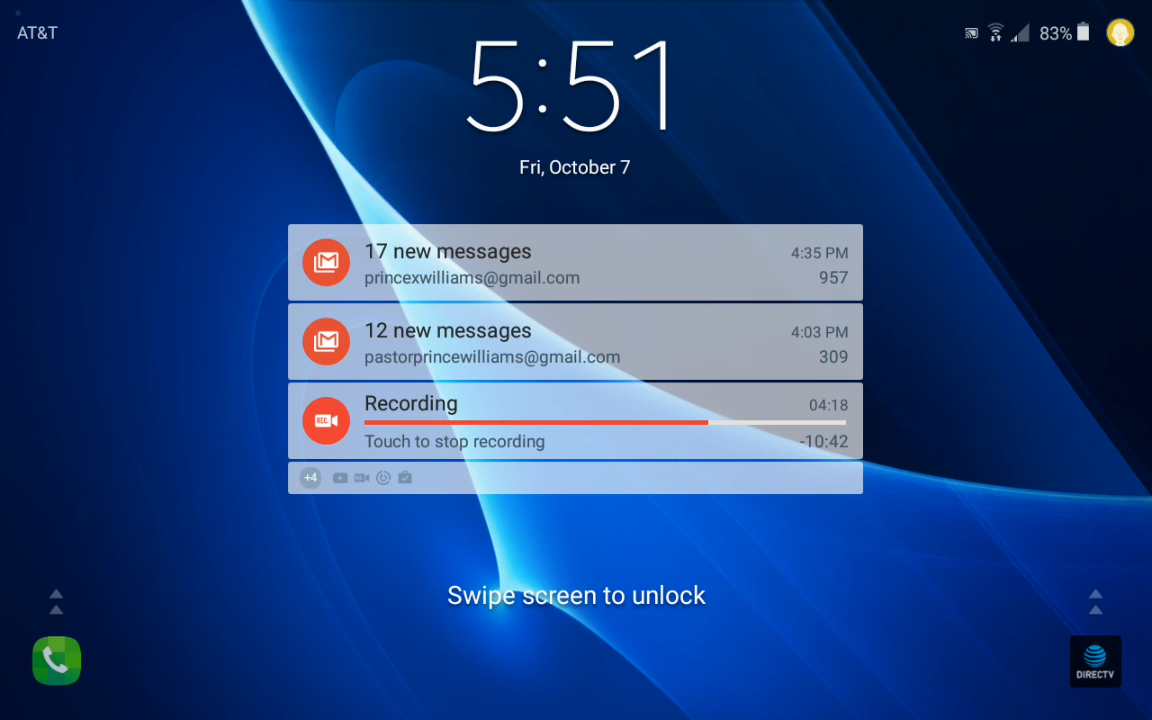 AT&T
83%
5:51
Fri, October 7
17 new messages
4:35 PM
princexwilliams@gmail.com
957
12 new messages
4:03 PM
pastorprincewilliams@gmail.com
309
REC
Recording
04:18
Touch to stop recording
-10:42
+4
Swipe screen to unlock
DIRECTV